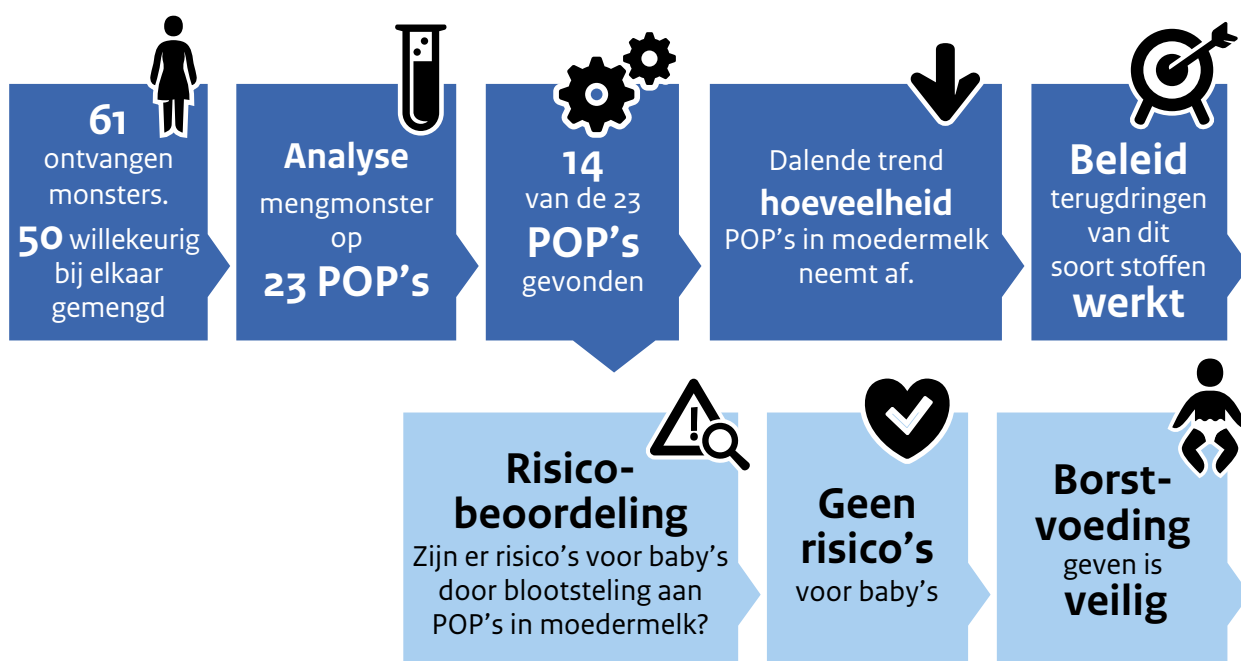 61
ontvangen
monsters.
50 willekeurig
bij elkaar
gemengd
Analyse
mengmonster
op
23 POP's
14
van de 23
POP's
gevonden
Dalende trend
hoeveelheid
POP's in moedermelk
neemt af.
Beleid
terugdringen
van dit
soort stoffen
werkt
Risico-
beoordeling
Zijn er risico's voor baby's
door blootsteling aan
POP's in moedermelk?
Geen
risico's
voor baby's
Borst-
voeding
geven is
veilig